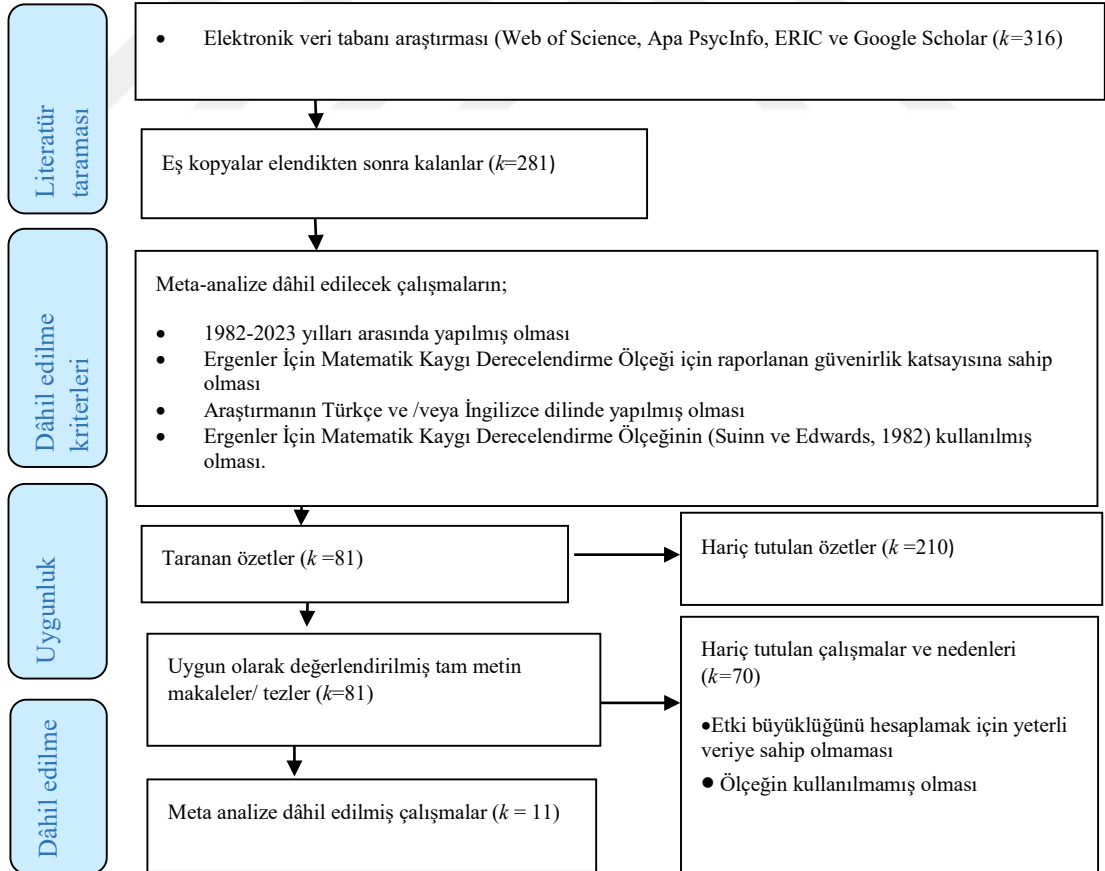 Literatür
taraması
• Elektronik veri tabanı araştırması (Web of Science, Apa PsycInfo, ERIC ve Google Scholar (k=316)
Eş kopyalar elendikten sonra kalanlar (k=281)
Dâhil edilme
kriterleri
Meta-analize dâhil edilecek çalışmaların;
• 1982-2023 yılları arasında yapılmış olması
• Ergenler İçin Matematik Kaygı Derecelendirme Ölçeği için raporlanan güvenirlik katsayısına sahip
olması
• Araştırmanın Türkçe ve /veya İngilizce dilinde yapılmış olması
• Ergenler İçin Matematik Kaygı Derecelendirme Ölçeğinin (Suinn ve Edwards, 1982) kullanılmış
olması.
Uygunluk
Taranan özetler (k =81)
Hariç tutulan özetler (k =210)
Uygun olarak değerlendirilmiş tam metin
makaleler/ tezler (k=81)
Hariç tutulan çalışmalar ve nedenleri
(k=70)
•Etki büyüklüğünü hesaplamak için yeterli
veriye sahip olmaması
• Ölçeğin kullanılmamış olması
Dâhil edilme
Meta analize dâhil edilmiş çalışmalar (k = 11)